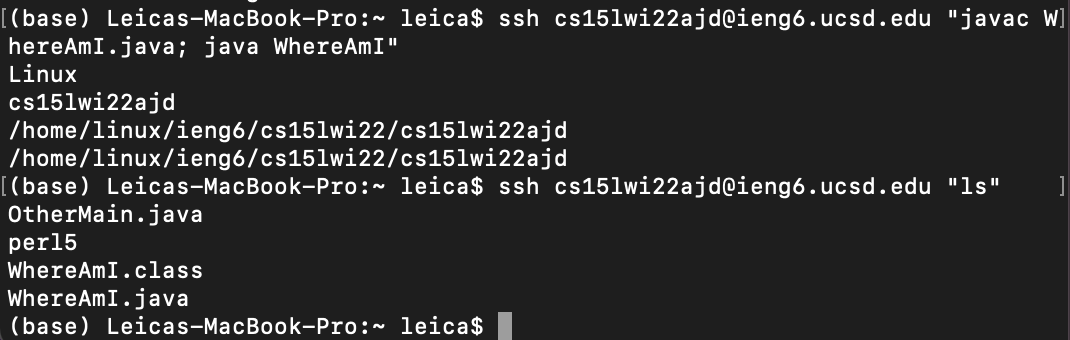 [(base) Leicas-MacBook-Pro:~ leica$ ssh cs15lwi22ajd@ieng6.ucsd.edu "javac W]
hereAmI.java; java WhereAmI"
Linux
cs15lwi22ajd
/home/linux/ieng6/cs15lwi22/cs15lwi22ajd
/home/linux/ieng6/cs15lwi22/cs15lwi22ajd
[(base) Leicas-MacBook-Pro:~ leica$ ssh cs15lwi22ajd@ieng6.ucsd.edu "ls"    ]
OtherMain.java
perl5
WhereAmI.class
WhereAmI.java
(base) Leicas-MacBook-Pro:~ leica$